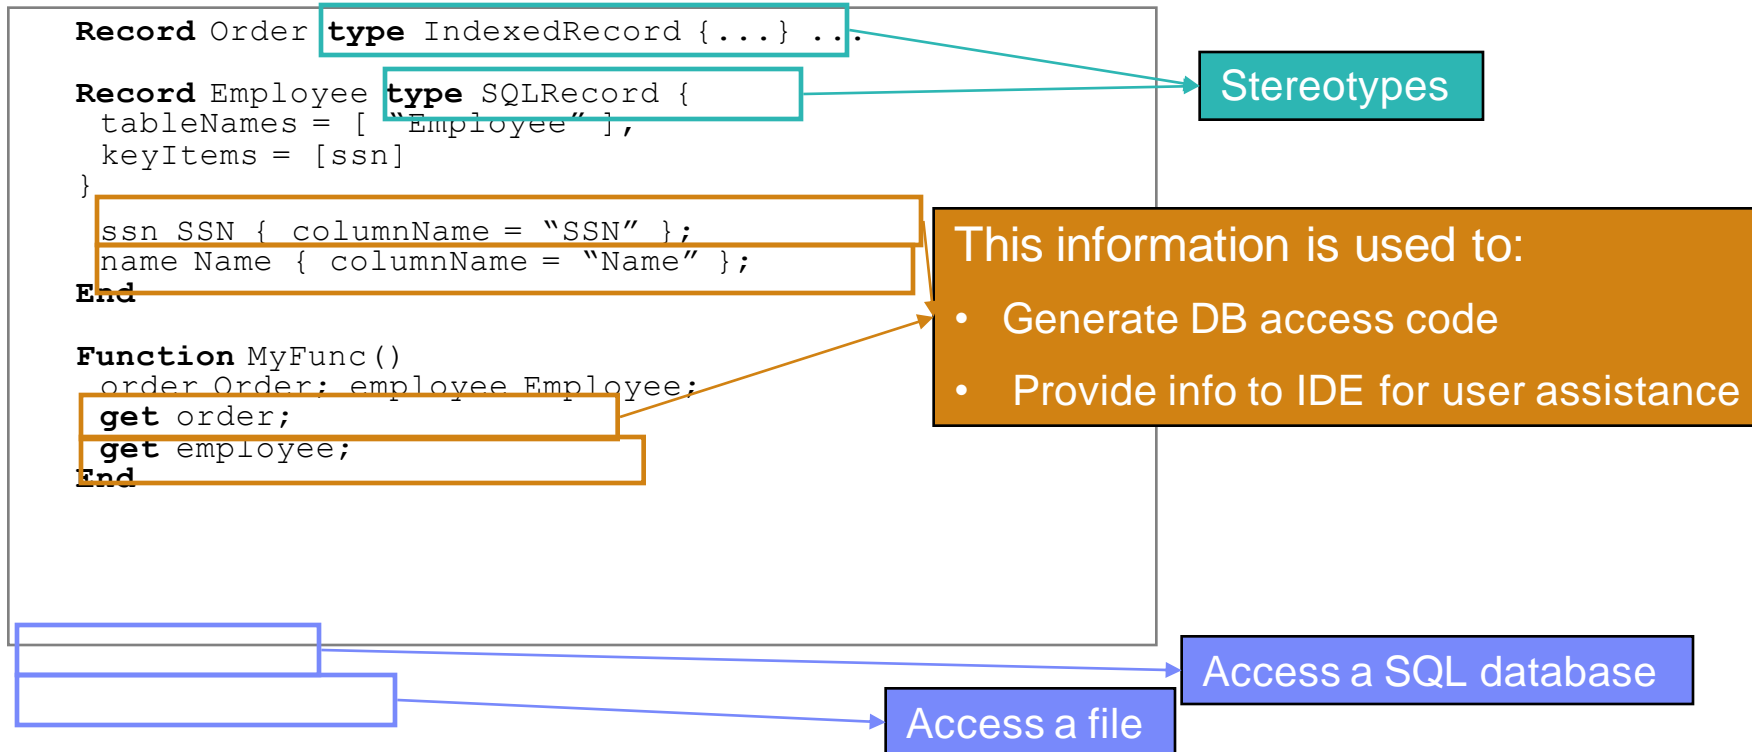 Record Order type IndexedRecord {...} ...
Record Employee type SQLRecord {
tableNames = [ “Employee” ],
keyItems = [ssn]
}
ssn SSN { columnName = “SSN” };
name Name { columnName = “Name” };
End
Function MyFunc()
order Order; employee Employee;
get order;
get employee;
End
Stereotypes
This information is used to:
• Generate DB access code
• Provide info to IDE for user assistance
Access a SQL database
Access a file